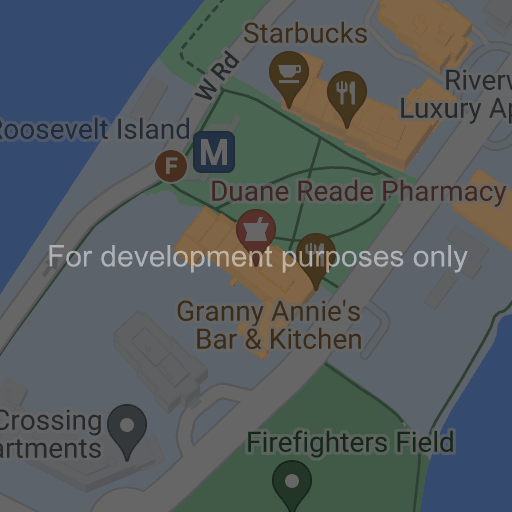 Starbucks
W Rd
Riverw
Luxury Ap
Roosevelt Island
M
F
Duane Reade Pharmacy
For development purposes only
Granny Annie's
Bar & Kitchen
Crossing
artments
Firefighters Field